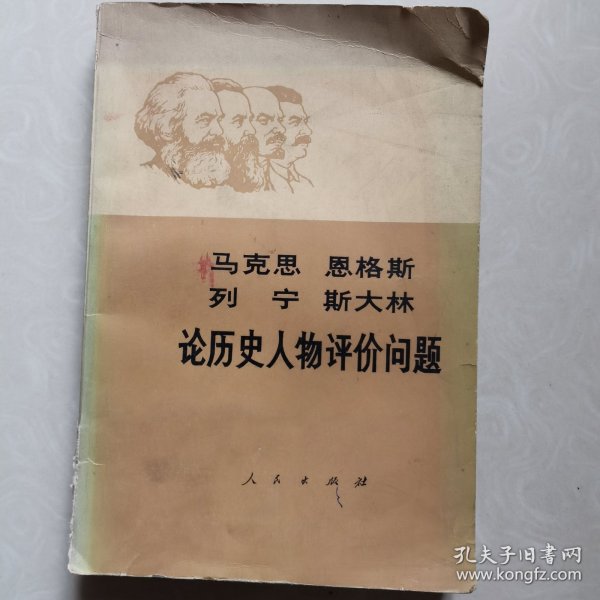 马克思 恩格斯
列 宁 斯大林
论历史人物评价问题
人民出版社
孔夫子旧书网
www.kongfz.com